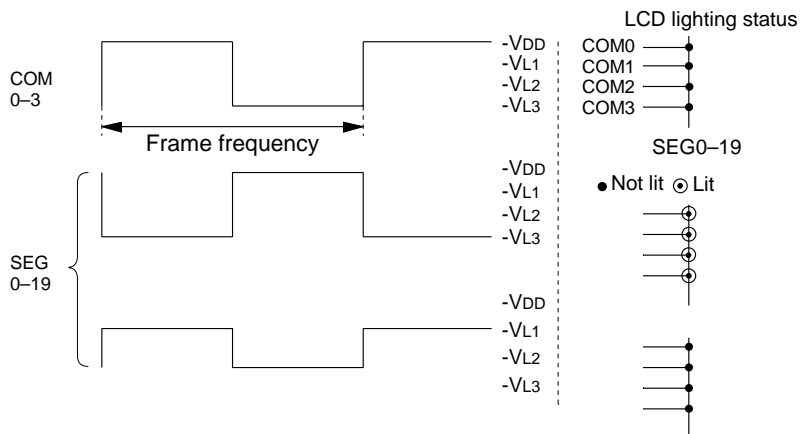 LCD lighting status
COM
0–3
-VDD
-VL1
-VL2
-VL3
COM0
COM1
COM2
COM3
Frame frequency
SEG0–19
● Not lit ⦿ Lit
SEG
0–19
-VDD
-VL1
-VL2
-VL3
-VDD
-VL1
-VL2
-VL3